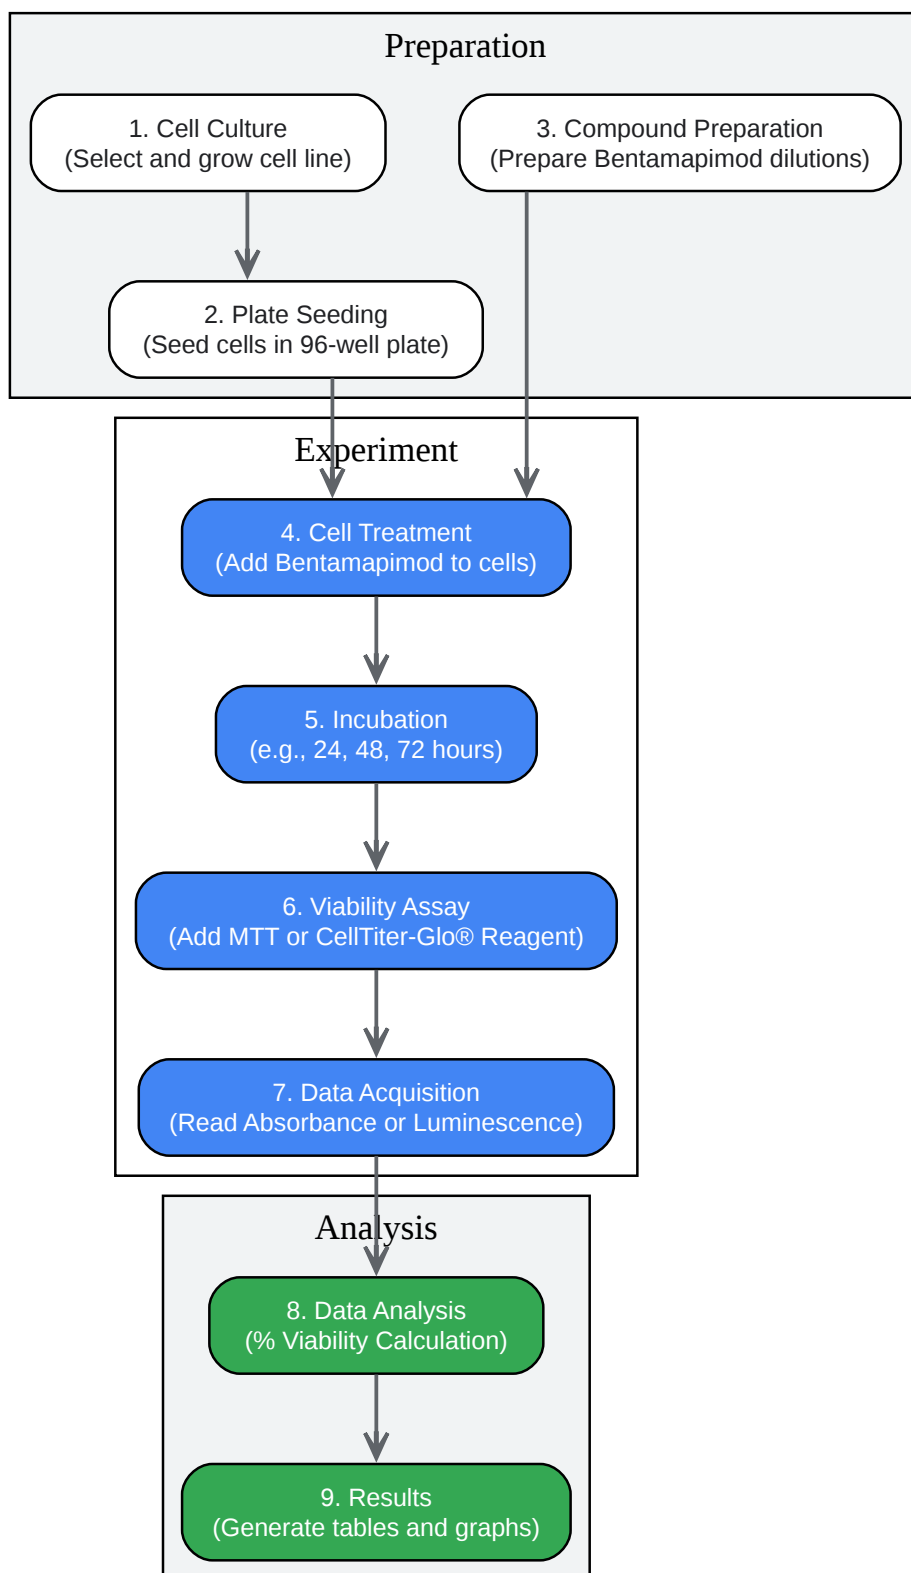 Preparation
1. Cell Culture
(Select and grow cell line)
3. Compound Preparation
(Prepare Bentamapimod dilutions)
2. Plate Seeding
(Seed cells in 96-well plate)
Experiment
4. Cell Treatment
(Add Bentamapimod to cells)
5. Incubation
(e.g., 24, 48, 72 hours)
6. Viability Assay
(Add MTT or CellTiter-Glo® Reagent)
7. Data Acquisition
(Read Absorbance or Luminescence)
Analysis
8. Data Analysis
(% Viability Calculation)
9. Results
(Generate tables and graphs)